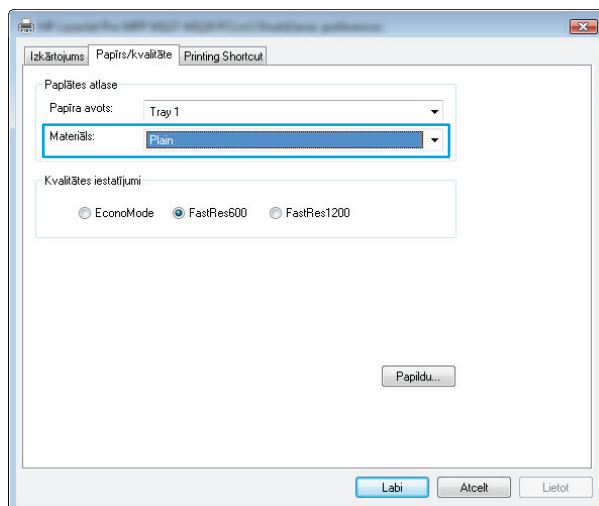 Izkārtojums Papīrs/kvalitāte Printing Shortcut
Paplātes atlase
Papīra avots: Tray 1
Materiāls: Plain
Kvalitātes iestatījumi
EconoMode FastRes600 FastRes1200
Papildu...
Labi Atcelt Lietot